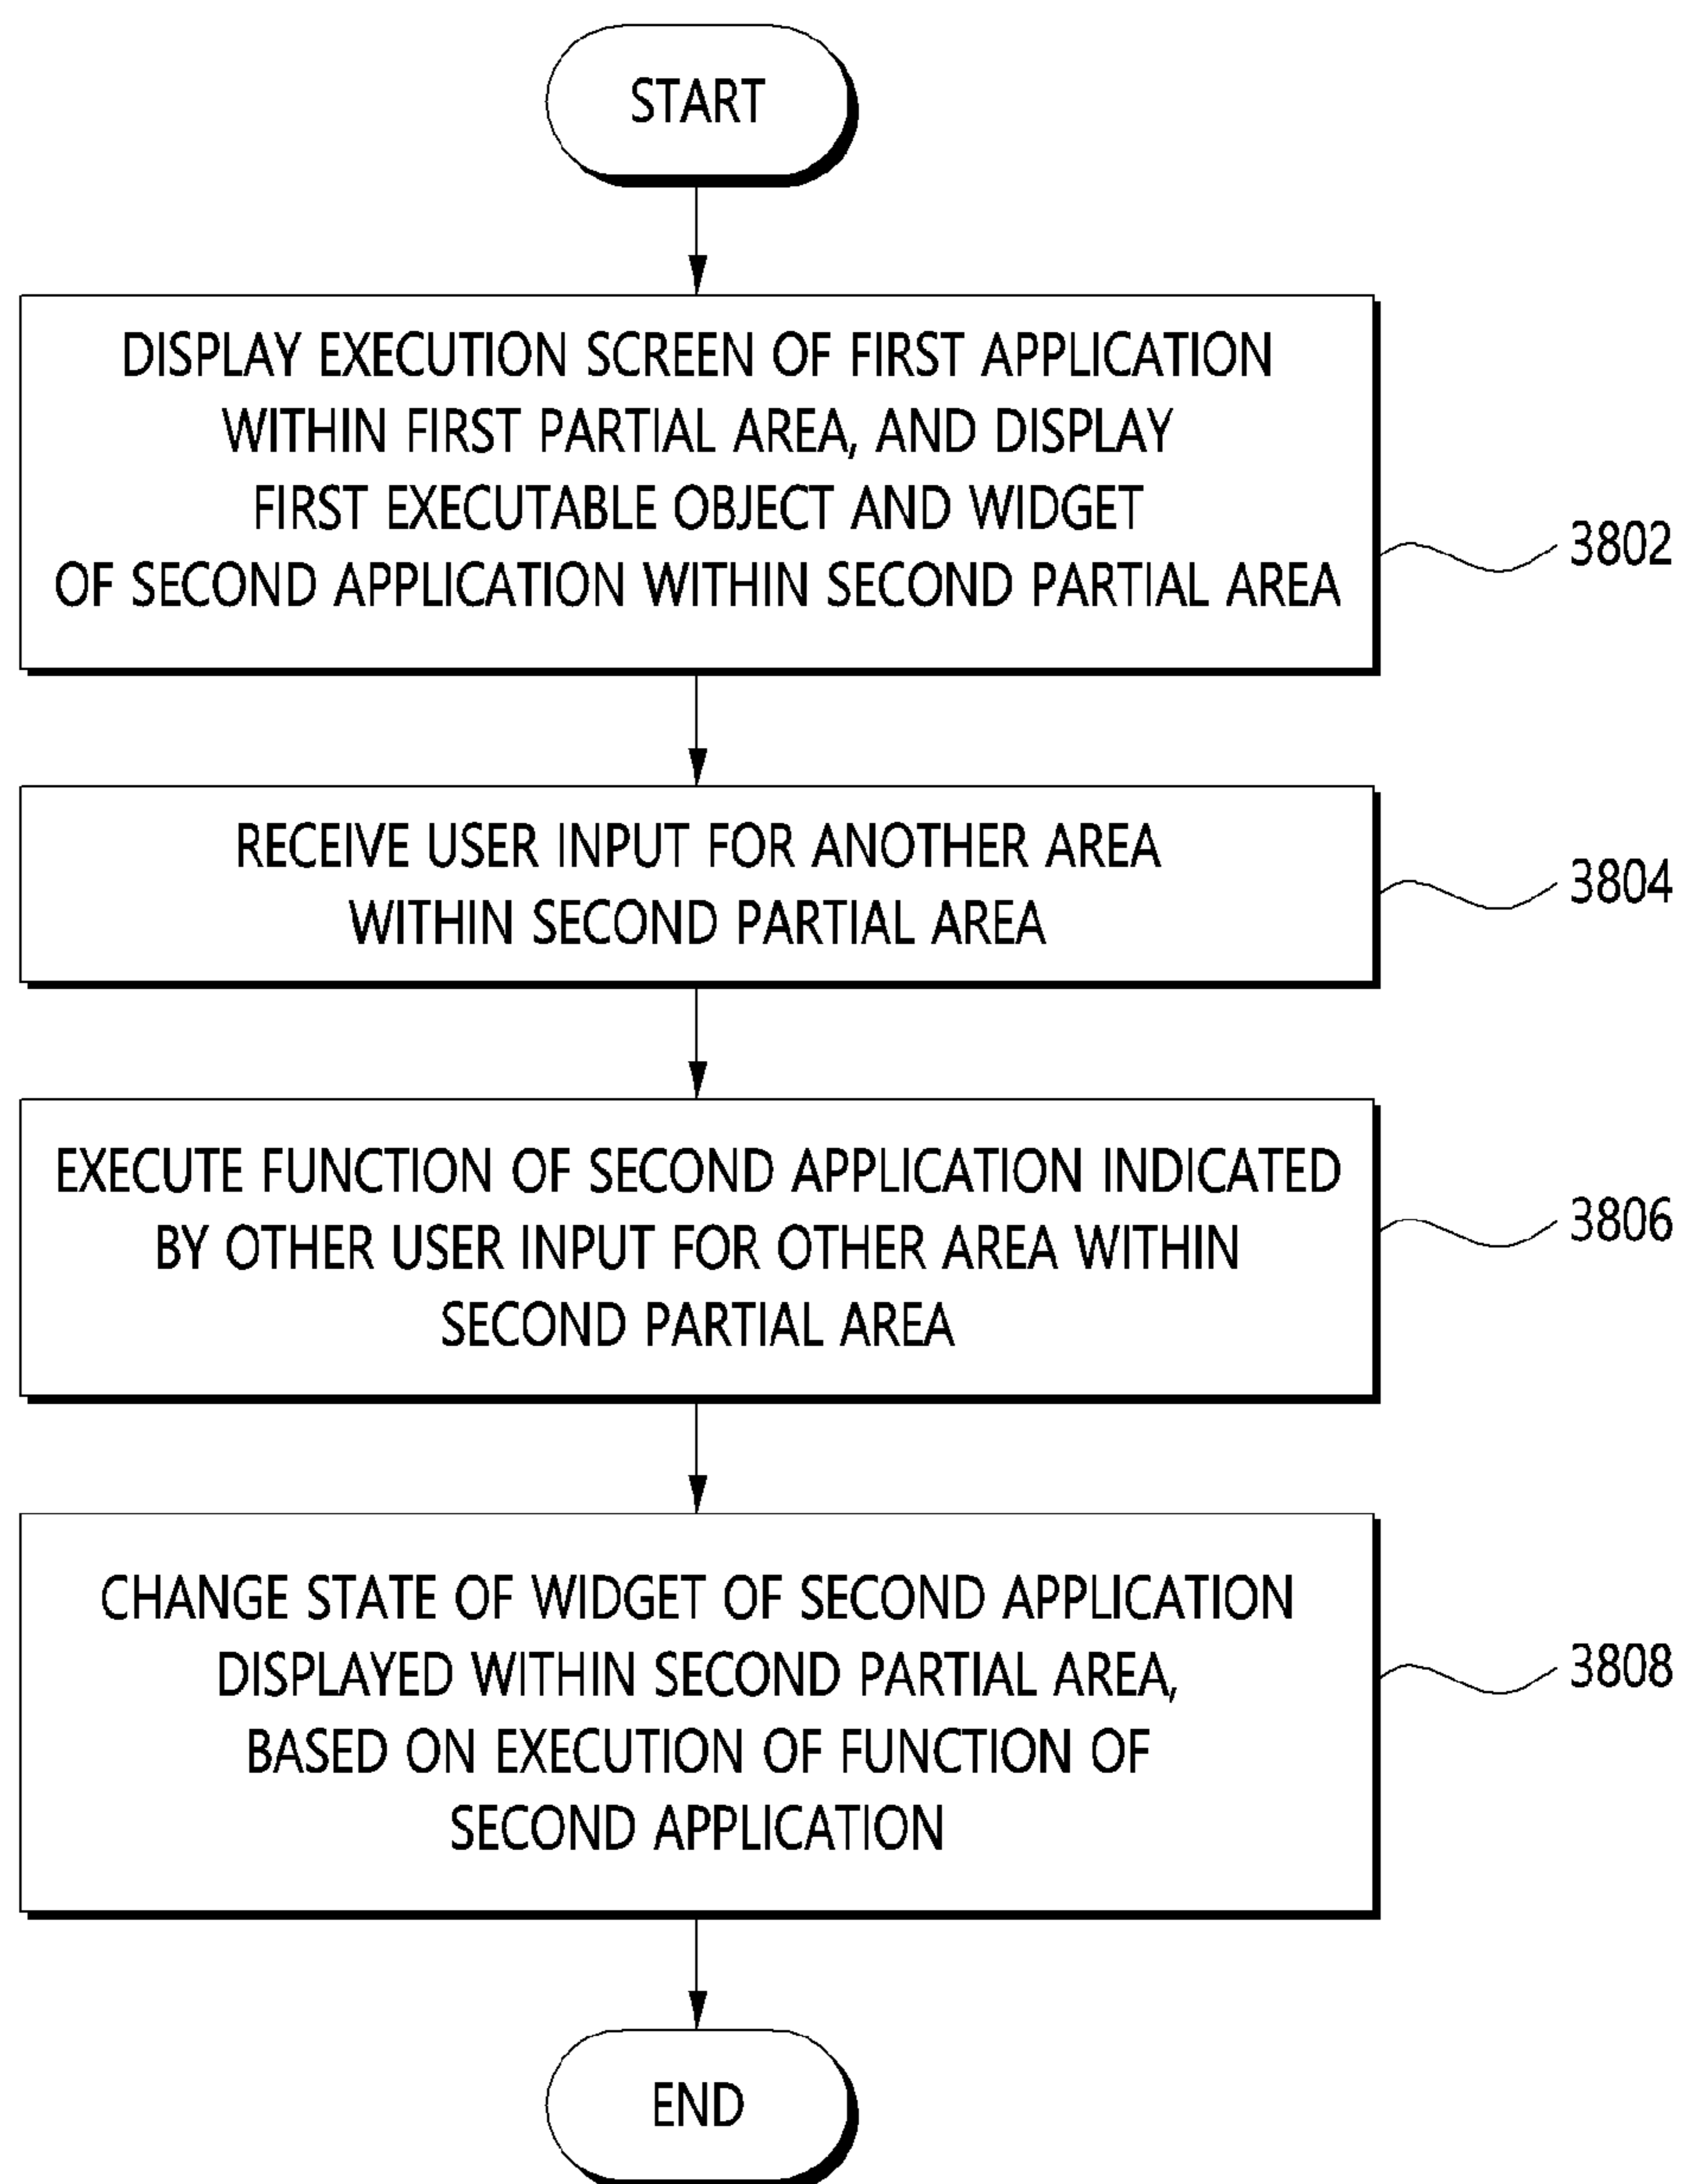 START
DISPLAY EXECUTION SCREEN OF FIRST APPLICATION
WITHIN FIRST PARTIAL AREA, AND DISPLAY
FIRST EXECUTABLE OBJECT AND WIDGET
OF SECOND APPLICATION WITHIN SECOND PARTIAL AREA
3802
RECEIVE USER INPUT FOR ANOTHER AREA
WITHIN SECOND PARTIAL AREA
3804
EXECUTE FUNCTION OF SECOND APPLICATION INDICATED
BY OTHER USER INPUT FOR OTHER AREA WITHIN
SECOND PARTIAL AREA
3806
CHANGE STATE OF WIDGET OF SECOND APPLICATION
DISPLAYED WITHIN SECOND PARTIAL AREA,
BASED ON EXECUTION OF FUNCTION OF
SECOND APPLICATION
3808
END